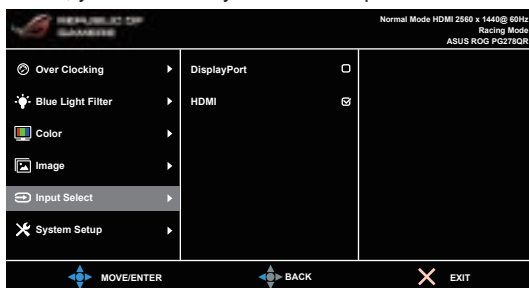 Normal Mode HDMI 2560 x 1440@ 60Hz
Racing Mode
ASUS ROG PG278QR
Over Clocking
DisplayPort
Blue Light Filter
HDMI
Color
Image
Input Select
System Setup
MOVE/ENTER
BACK
EXIT